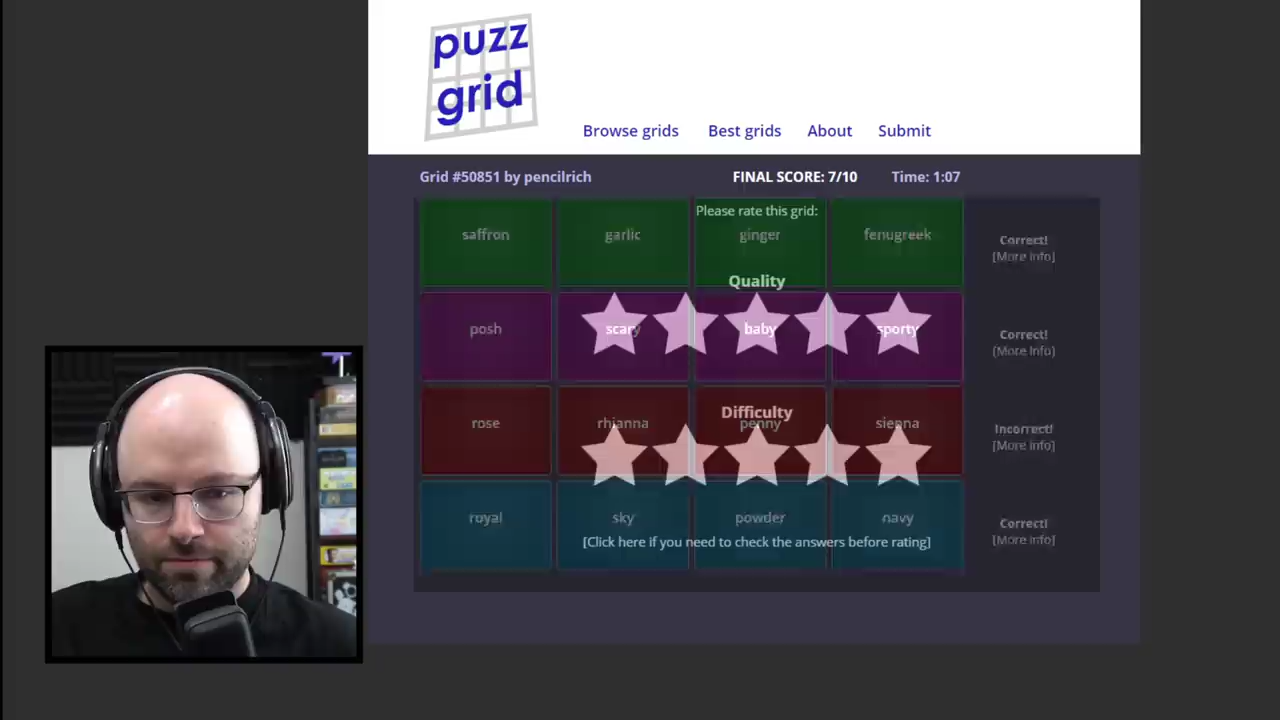 puzz
grid
Browse grids Best grids About Submit
Grid #50851 by pencilrich FINAL SCORE: 7/10 Time: 1:07
Please rate this grid:
saffron garlic ginger fenugreek Correct!
[More info]
Quality
posh scary baby sporty Correct!
[More info]
Difficulty
rose rhianna penny sienna Incorrect!
[More info]
royal sky powder navy Correct!
[More info]
[Click here if you need to check the answers before rating]